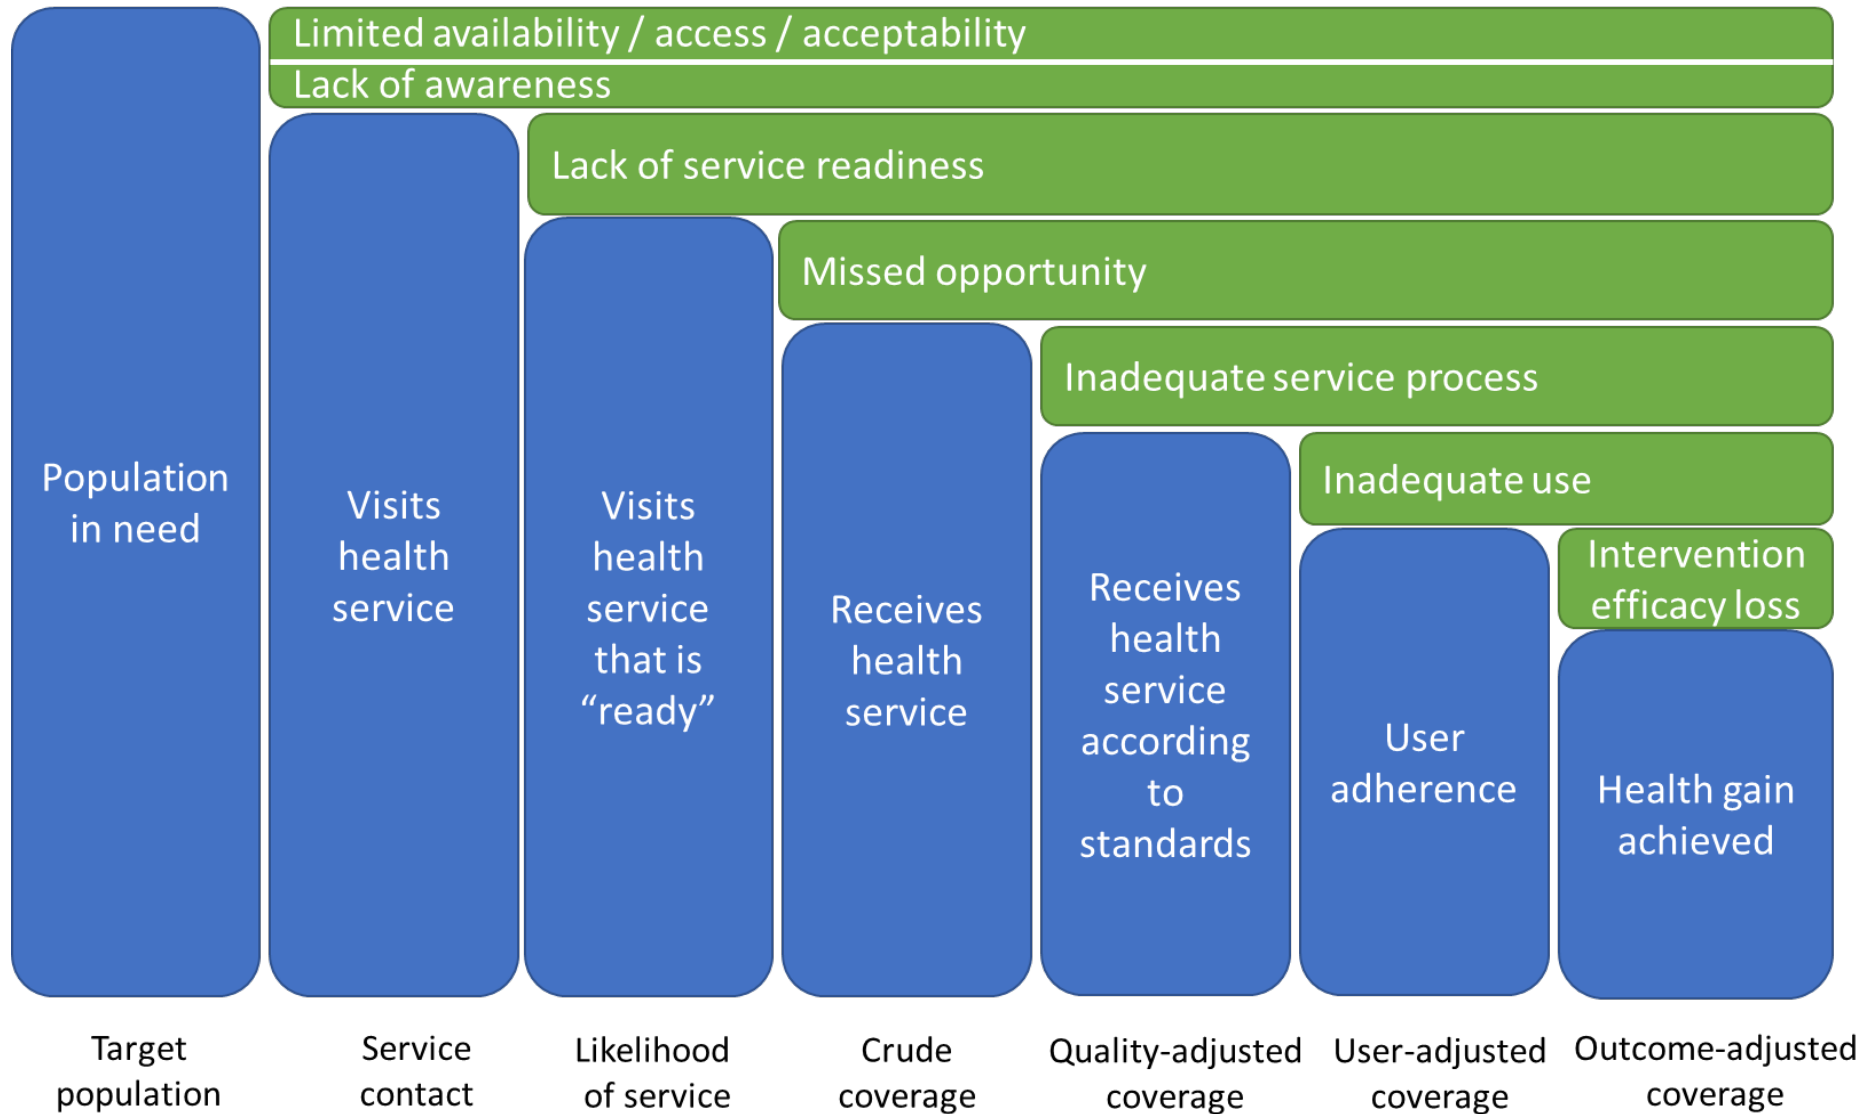 Limited availability / access / acceptability
Lack of awareness
Lack of service readiness
Missed opportunity
Inadequate service process
Inadequate use
Intervention
efficacy loss
Population
in need
Visits
health
service
Visits
health
service
that is
“ready”
Receives
health
service
Receives
health
service
according
to
standards
User
adherence
Health gain
achieved
Target
population
Service
contact
Likelihood
of service
Crude
coverage
Quality-adjusted
coverage
User-adjusted
coverage
Outcome-adjusted
coverage